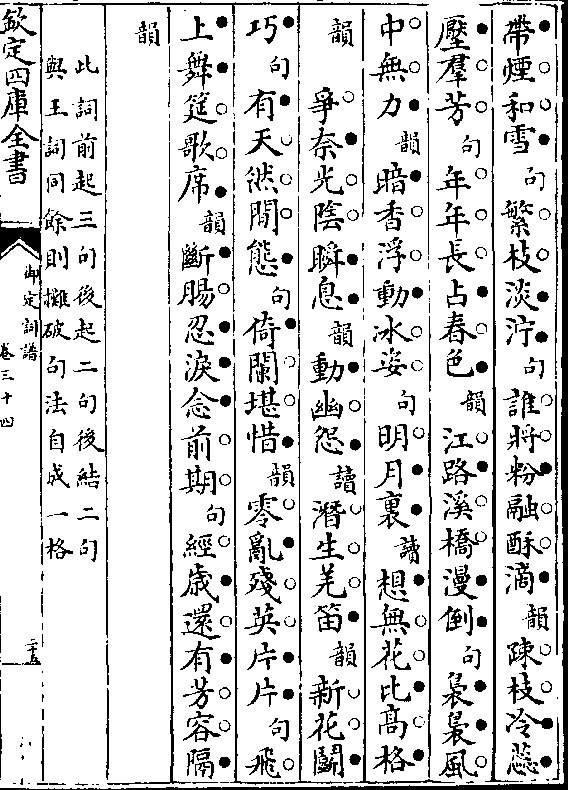 帶煙和雪句繁枝淡泞句誰將粉融酥滴韻疎枝冷蕊
壓羣芳句年年長占春色韻江路溪橋漫倒句裊裊風
中無力韻暗香浮動冰姿句明月裏讀想無花比高格
韻爭奈光陰瞬息韻動幽怨讀潛生羌笛韻新花鬭
巧句有天然閒態句倚闌堪惜韻零亂殘英片片句飛
上舞筵歌席韻斷腸忍淚念前期句經歲還有芳容隔
韻
此詞前起三句後起二句後結二句
與王詞同餘則攤破句法自成一格
欽定四庫全書
御定詞譜
卷三十四
二十五